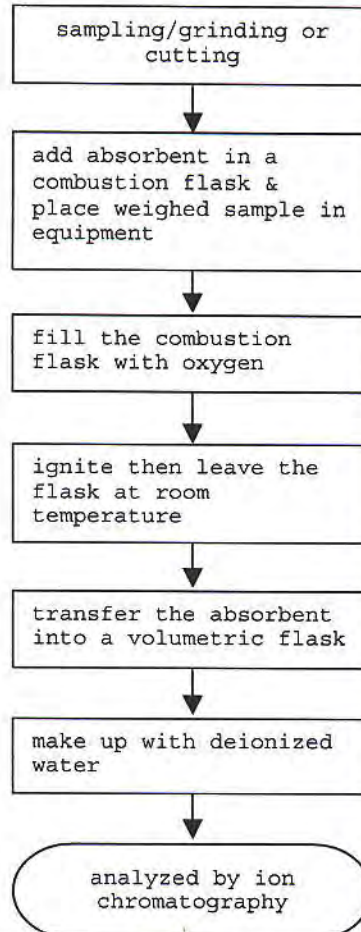 sampling/grinding or
cutting
add absorbent in a
combustion flask &
place weighed sample in
equipment
fill the combustion
flask with oxygen
ignite then leave the
flask at room
temperature
transfer the absorbent
into a volumetric flask
make up with deionized
water
analyzed by ion
chromatography